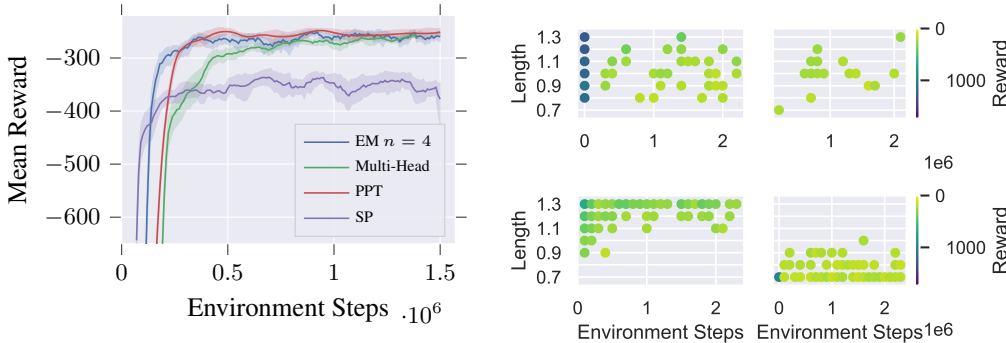 Mean Reward
−300
−400
−500
−600
0
0.5
1
1.5
Environment Steps
·10⁶
EM n = 4
Multi-Head
PPT
SP
Length
1.3
1.1
0.9
0.7
0
1
2
1
2
1e6
0
1000
Reward
Length
1.3
1.1
0.9
0.7
0
1
2
0
1
2
Environment Steps
Environment Steps
1e6
0
1000
Reward